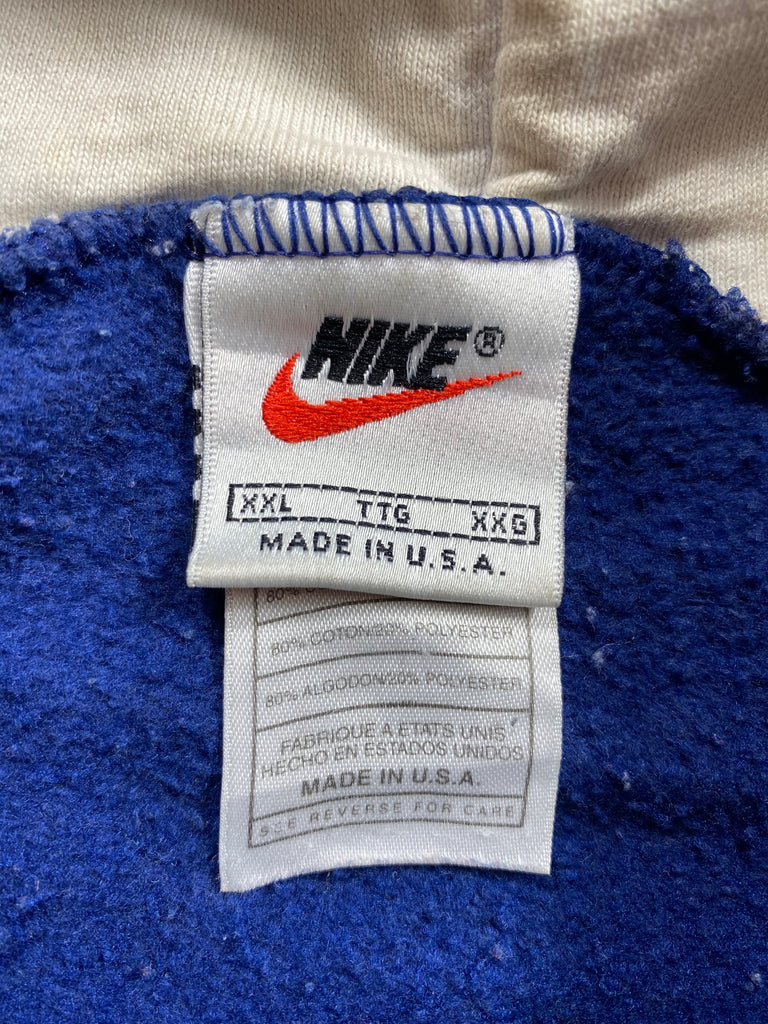 NIKE®
XXL TTG XXG
MADE IN U.S.A.
80%
80% COTON/20% POLYESTER
80% ALGODON/20% POLYESTER
FABRIQUE A ETATS UNIS
HECHO EN ESTADOS UNIDOS
MADE IN U.S.A.
SEE REVERSE FOR CARE